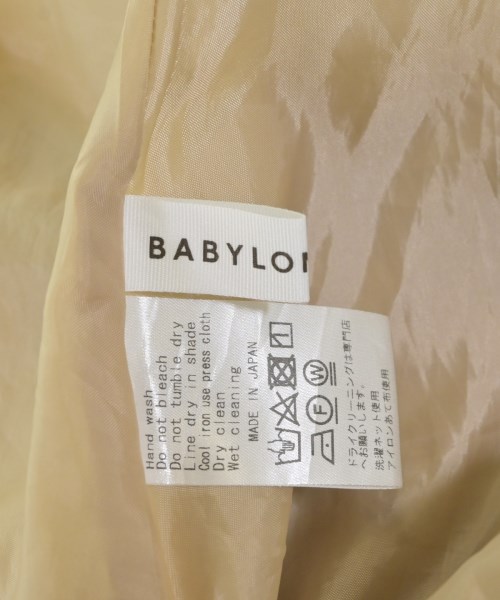 BABYLO
Hand wash
Do not bleach
Do not tumble dry
Line dry in shade
Cool iron use press cloth
Dry clean
Wet cleaning
MADE IN JAPAN
F W
ドライクリーニングは専門店
へお願いします。
洗濯ネット使用
アイロンあて布使用